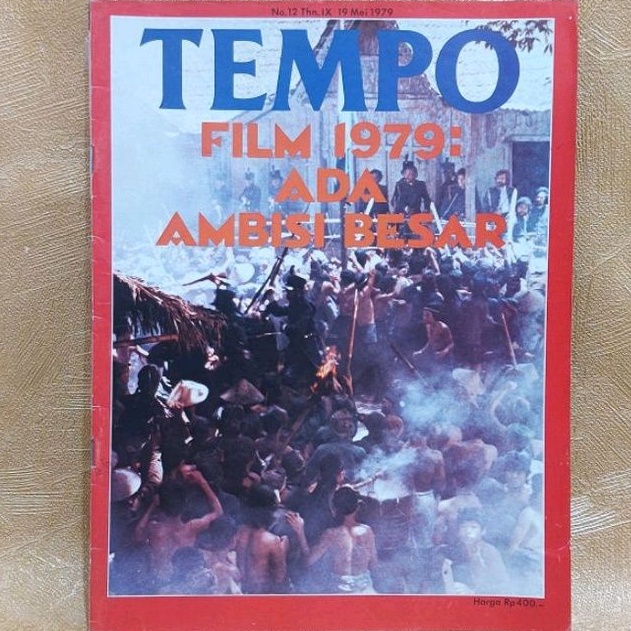 No.12 Thn. IX 19 Mei 1979
TEMPO
FILM 1979:
ADA
AMBISI BESAR
Harga Rp400,-